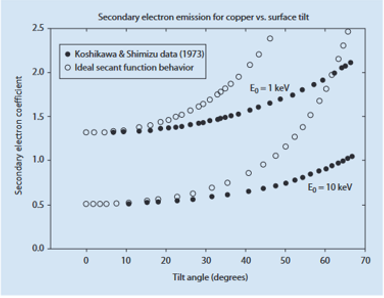 Secondary electron emission for copper vs. surface tilt
2.5
2.0
1.5
1.0
0.5
0.0
Secondary electron coefficient
Koshikawa & Shimizu data (1973)
Ideal secant function behavior
E0 = 1 keV
E0 = 10 keV
0 10 20 30 40 50 60 70
Tilt angle (degrees)